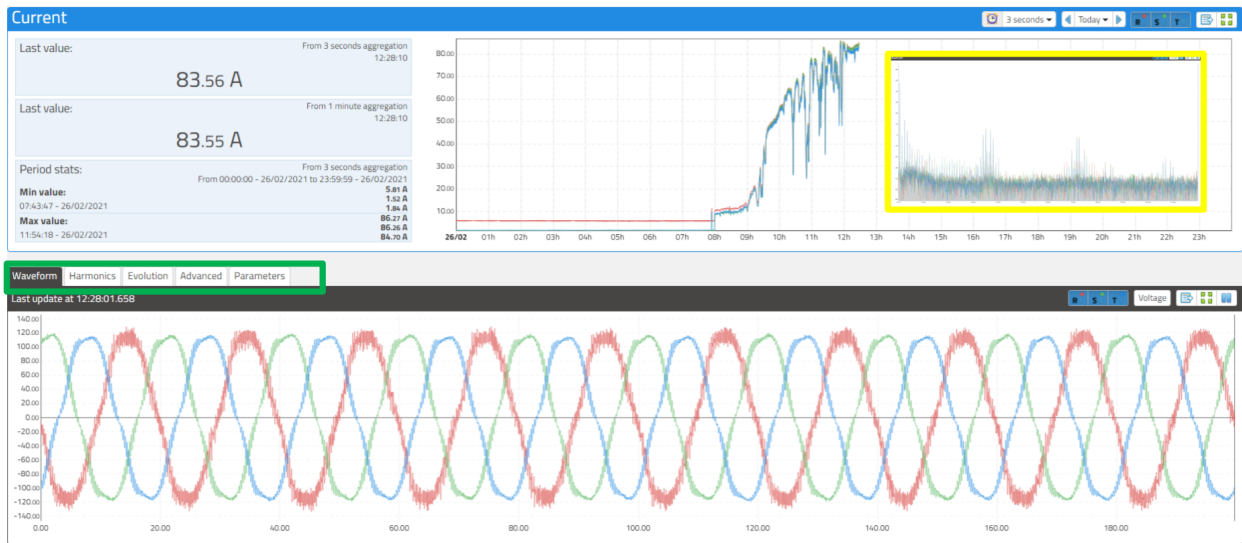 Current
3 seconds
Today
R S T
Last value:
From 3 seconds aggregation
12:28:10
83.56 A
Last value:
From 1 minute aggregation
12:28:10
83.55 A
Period stats:
From 3 seconds aggregation
From 00:00:00 - 26/02/2021 to 23:59:59 - 26/02/2021
Min value:
5.81 A
07:43:47 - 26/02/2021
1.52 A
1.84 A
Max value:
86.27 A
11:54:18 - 26/02/2021
86.26 A
84.70 A
80.00
70.00
60.00
50.00
40.00
30.00
20.00
10.00
26/02 01h 02h 03h 04h 05h 06h 07h 08h 09h 10h 11h 12h 13h 14h 15h 16h 17h 18h 19h 20h 21h 22h 23h
Waveform Harmonics Evolution Advanced Parameters
Last update at 12:28:01.658
R S T
Voltage
140.00
120.00
100.00
80.00
60.00
40.00
20.00
0.00
-20.00
-40.00
-60.00
-80.00
-100.00
-120.00
-140.00
0.00 20.00 40.00 60.00 80.00 100.00 120.00 140.00 160.00 180.00